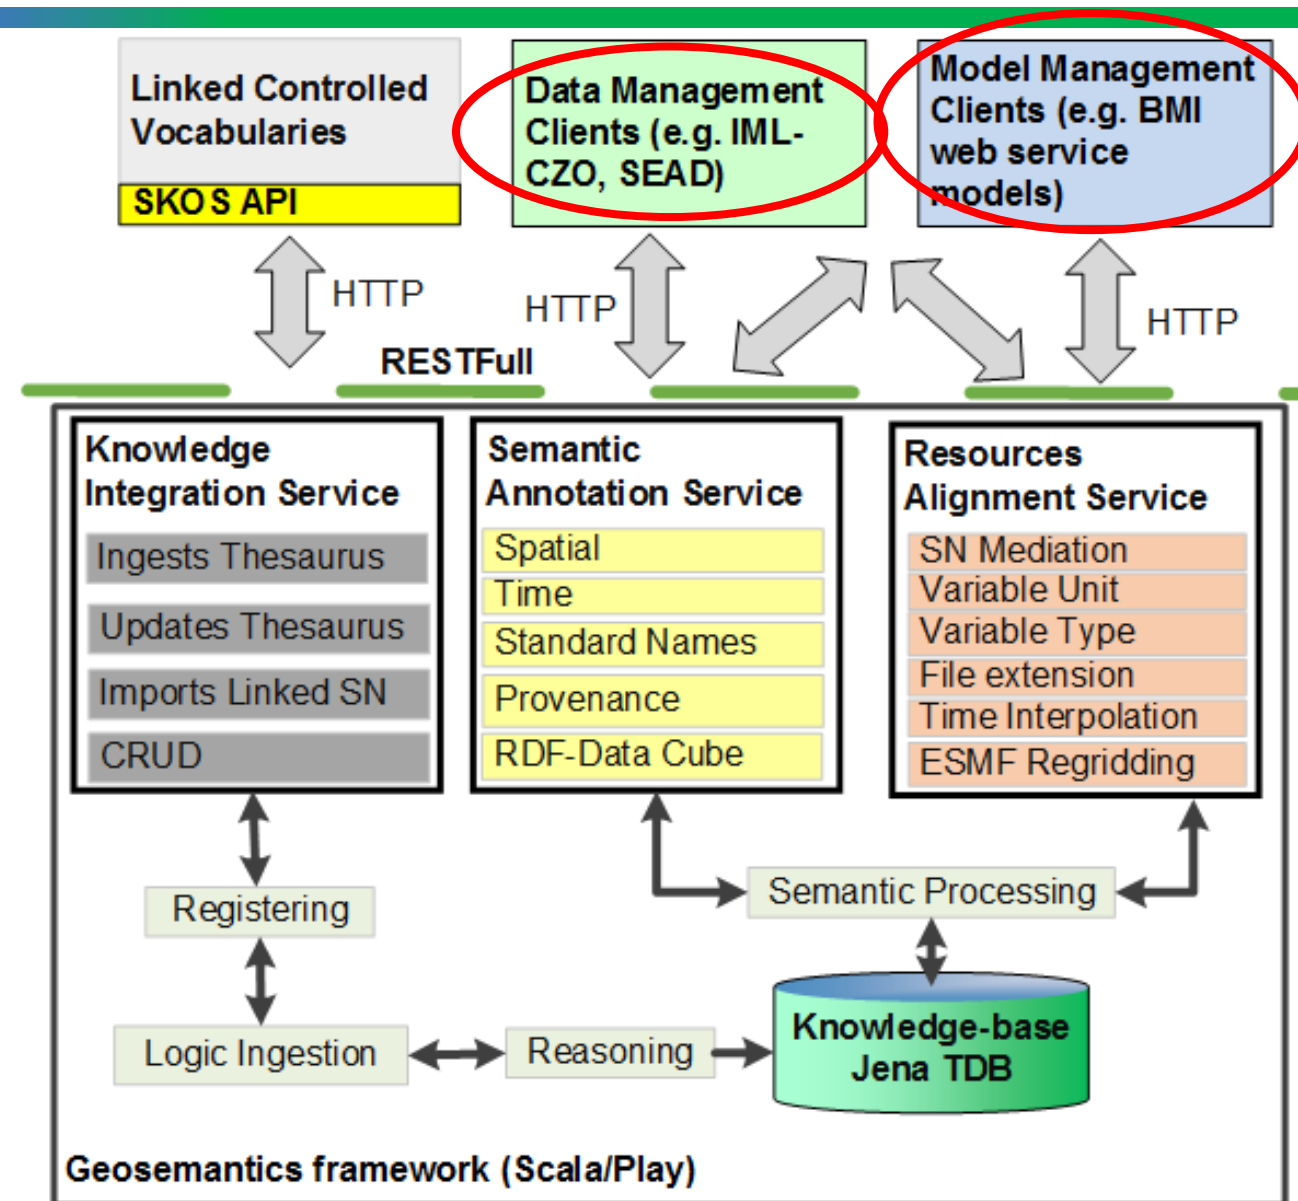 Linked Controlled
Vocabularies
SKOS API
Data Management
Clients (e.g. IML-
CZO, SEAD)
Model Management
Clients (e.g. BMI
web service
models)
HTTP
HTTP
HTTP
RESTFull
Knowledge
Integration Service
Ingests Thesaurus
Updates Thesaurus
Imports Linked SN
CRUD
Semantic
Annotation Service
Spatial
Time
Standard Names
Provenance
RDF-Data Cube
Resources
Alignment Service
SN Mediation
Variable Unit
Variable Type
File extension
Time Interpolation
ESMF Regridding
Registering
Semantic Processing
Logic Ingestion
Reasoning
Knowledge-base
Jena TDB
Geosemantics framework (Scala/Play)